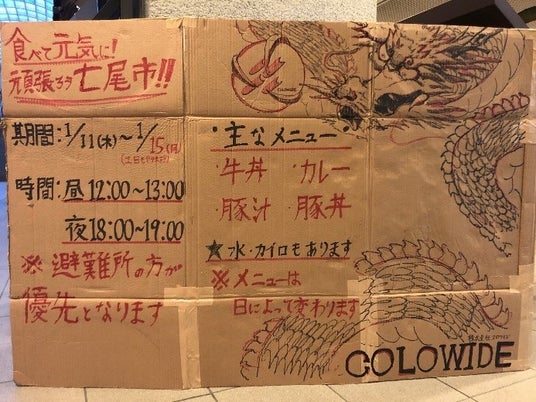 食べて元気に!
頑張ろう七尾市!!
COLOWIDE
期間:1/11(木)~1/15(月)
時間:昼12:00~13:00
夜18:00~19:00
※避難所の方が
優先となります
・主なメニュー・
・牛丼 ・カレー
・豚汁 ・豚丼
★水・カイロもあります
※メニューは
日によって変わります
COLOWIDE